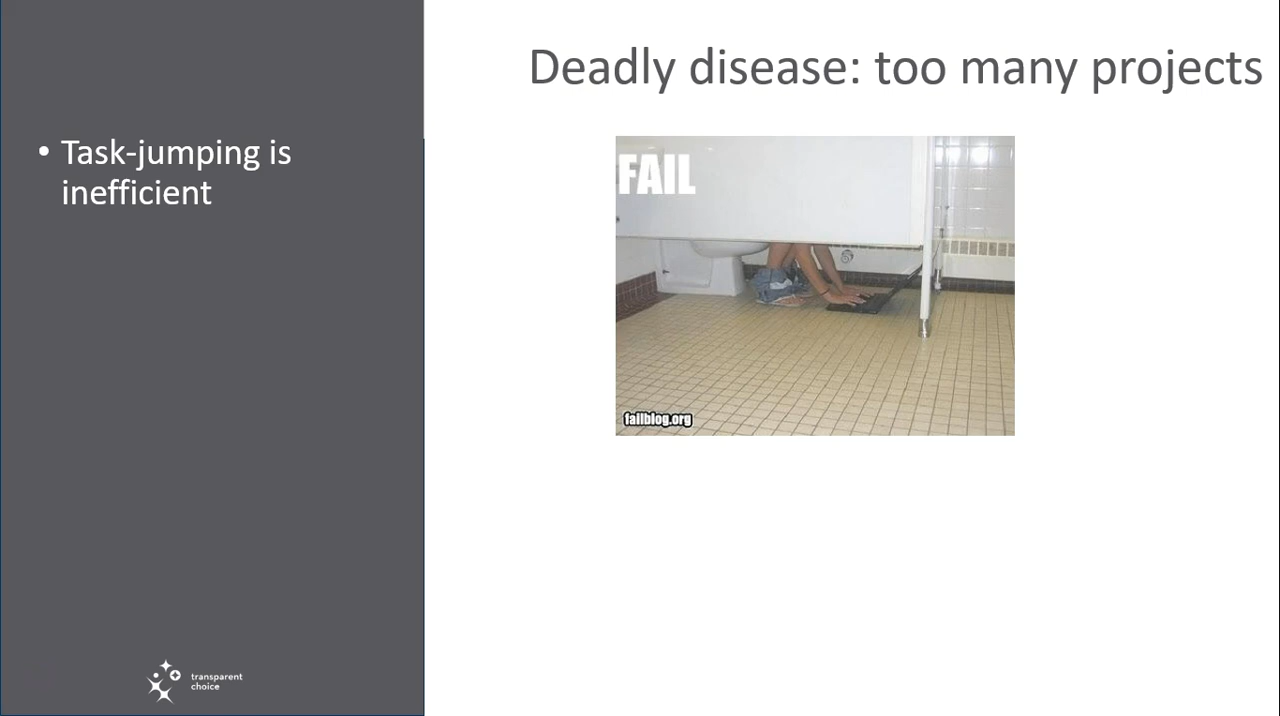 Deadly disease: too many projects
• Task-jumping is
inefficient
FAIL
failblog.org
transparent
choice